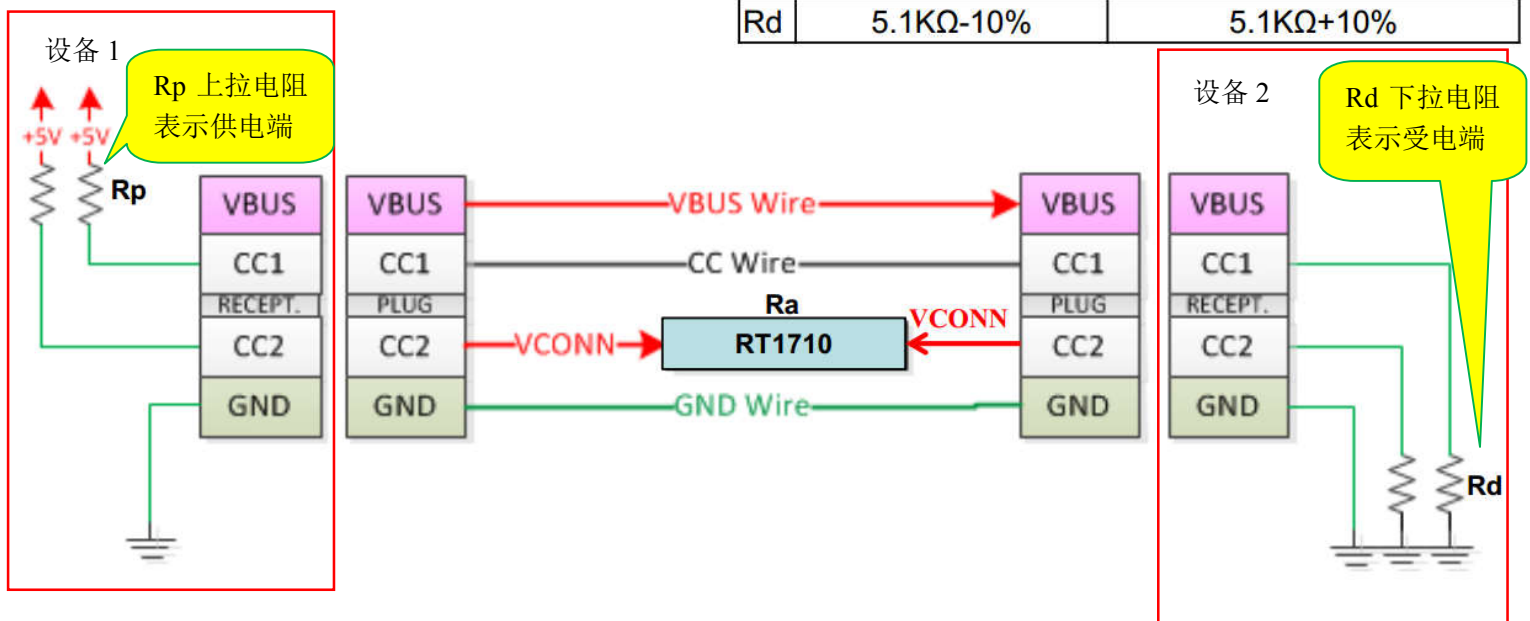 Rd 5.1KΩ-10% 5.1KΩ+10%
设备 1
Rp 上拉电阻
表示供电端
设备 2
Rd 下拉电阻
表示受电端
+5V +5V
Rp
VBUS VBUS VBUS Wire VBUS VBUS
CC1 CC1 CC Wire CC1 CC1
RECEPT. PLUG Ra PLUG RECEPT.
CC2 CC2 VCONN RT1710 VCONN CC2 CC2
GND GND GND Wire GND GND
Rd